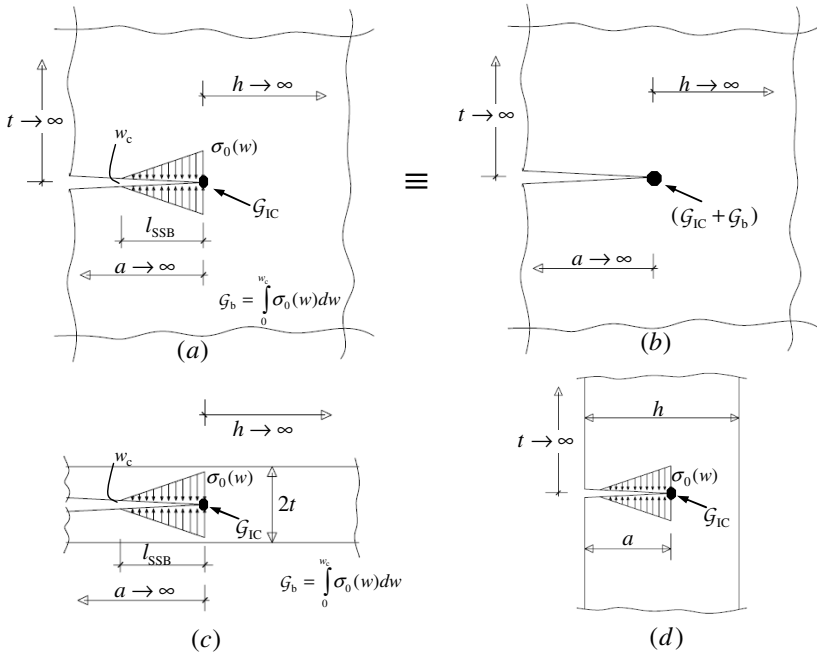 h → ∞
t → ∞
w_c
σ_0(w)
𝒢_IC
l_SSB
a → ∞
𝒢_b = ∫_0^{w_c} σ_0(w)dw
(a)
≡
h → ∞
t → ∞
(𝒢_IC + 𝒢_b)
a → ∞
(b)
h → ∞
w_c
σ_0(w)
2t
𝒢_IC
l_SSB
a → ∞
𝒢_b = ∫_0^{w_c} σ_0(w)dw
(c)
h
t → ∞
σ_0(w)
𝒢_IC
a
(d)